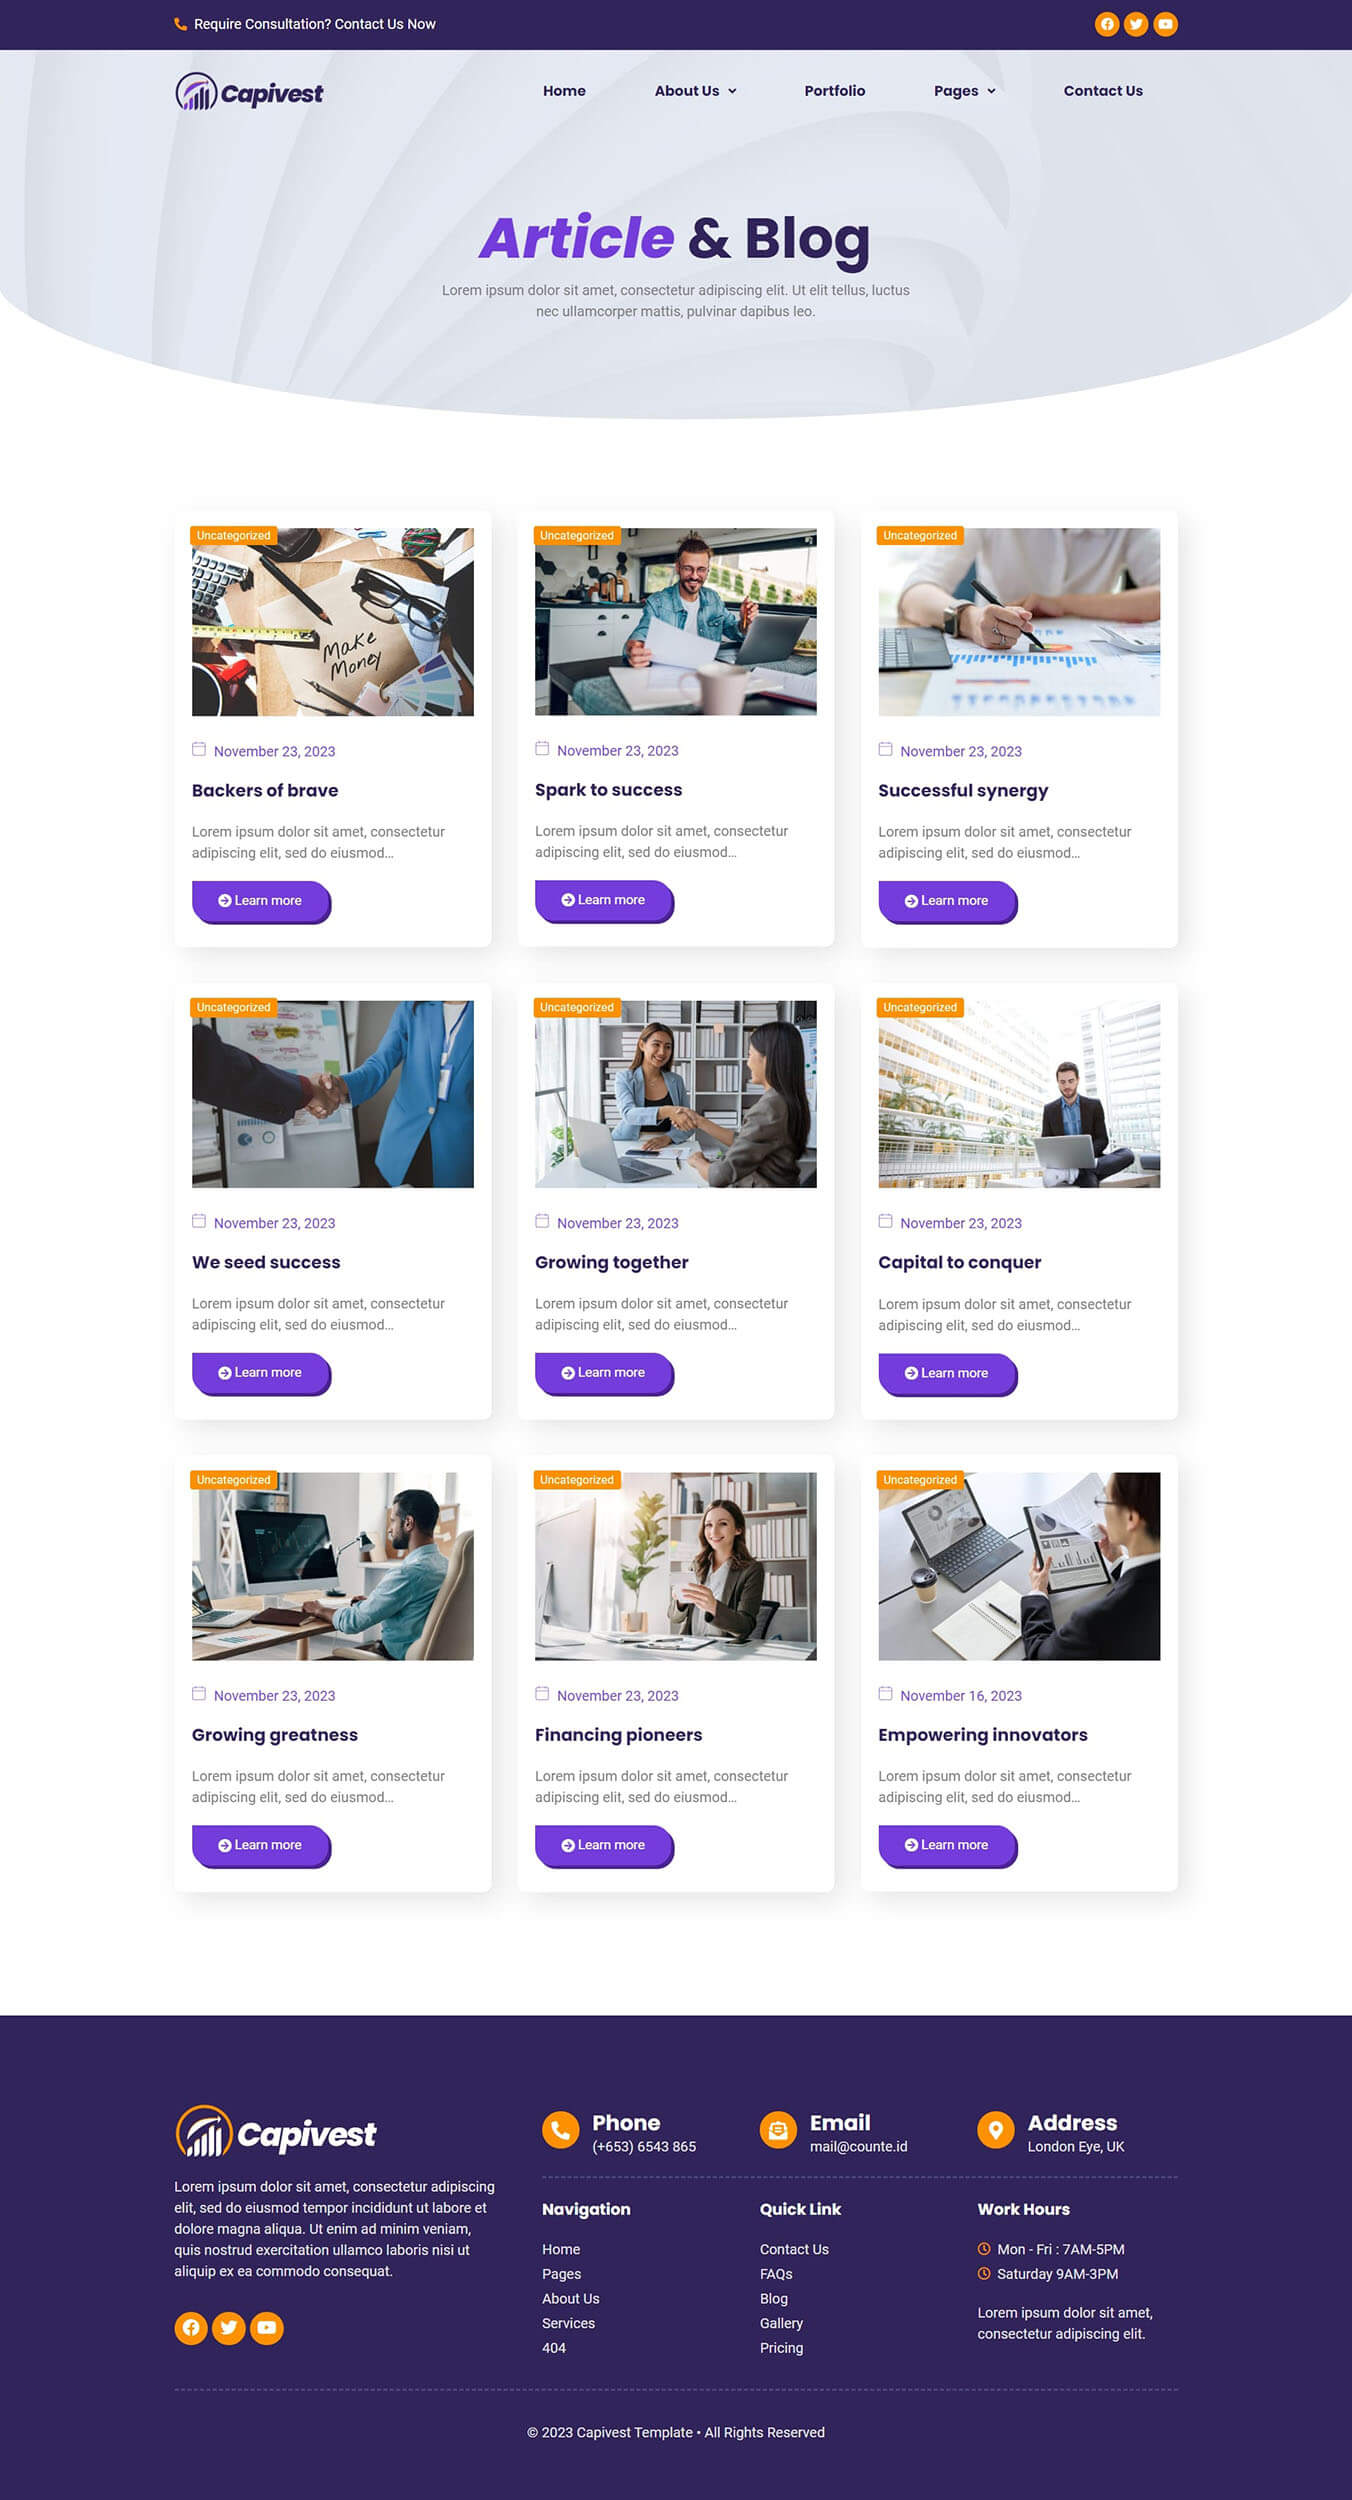 Require Consultation? Contact Us Now
Capivest
Home
About Us
Portfolio
Pages
Contact Us
Article & Blog
Lorem ipsum dolor sit amet, consectetur adipiscing elit. Ut elit tellus, luctus
nec ullamcorper mattis, pulvinar dapibus leo.
Uncategorized
Make
Money
November 23, 2023
Backers of brave
Lorem ipsum dolor sit amet, consectetur
adipiscing elit, sed do eiusmod...
Learn more
Uncategorized
November 23, 2023
Spark to success
Lorem ipsum dolor sit amet, consectetur
adipiscing elit, sed do eiusmod...
Learn more
Uncategorized
November 23, 2023
Successful synergy
Lorem ipsum dolor sit amet, consectetur
adipiscing elit, sed do eiusmod...
Learn more
Uncategorized
November 23, 2023
We seed success
Lorem ipsum dolor sit amet, consectetur
adipiscing elit, sed do eiusmod...
Learn more
Uncategorized
November 23, 2023
Growing together
Lorem ipsum dolor sit amet, consectetur
adipiscing elit, sed do eiusmod...
Learn more
Uncategorized
November 23, 2023
Capital to conquer
Lorem ipsum dolor sit amet, consectetur
adipiscing elit, sed do eiusmod...
Learn more
Uncategorized
November 23, 2023
Growing greatness
Lorem ipsum dolor sit amet, consectetur
adipiscing elit, sed do eiusmod...
Learn more
Uncategorized
November 23, 2023
Financing pioneers
Lorem ipsum dolor sit amet, consectetur
adipiscing elit, sed do eiusmod...
Learn more
Uncategorized
November 16, 2023
Empowering innovators
Lorem ipsum dolor sit amet, consectetur
adipiscing elit, sed do eiusmod...
Learn more
Capivest
Lorem ipsum dolor sit amet, consectetur adipiscing
elit, sed do eiusmod tempor incididunt ut labore et
dolore magna aliqua. Ut enim ad minim veniam,
quis nostrud exercitation ullamco laboris nisi ut
aliquip ex ea commodo consequat.
Phone
(+653) 6543 865
Email
mail@counte.id
Address
London Eye, UK
Navigation
Home
Pages
About Us
Services
404
Quick Link
Contact Us
FAQs
Blog
Gallery
Pricing
Work Hours
Mon - Fri : 7AM-5PM
Saturday 9AM-3PM
Lorem ipsum dolor sit amet,
consectetur adipiscing elit.
© 2023 Capivest Template • All Rights Reserved